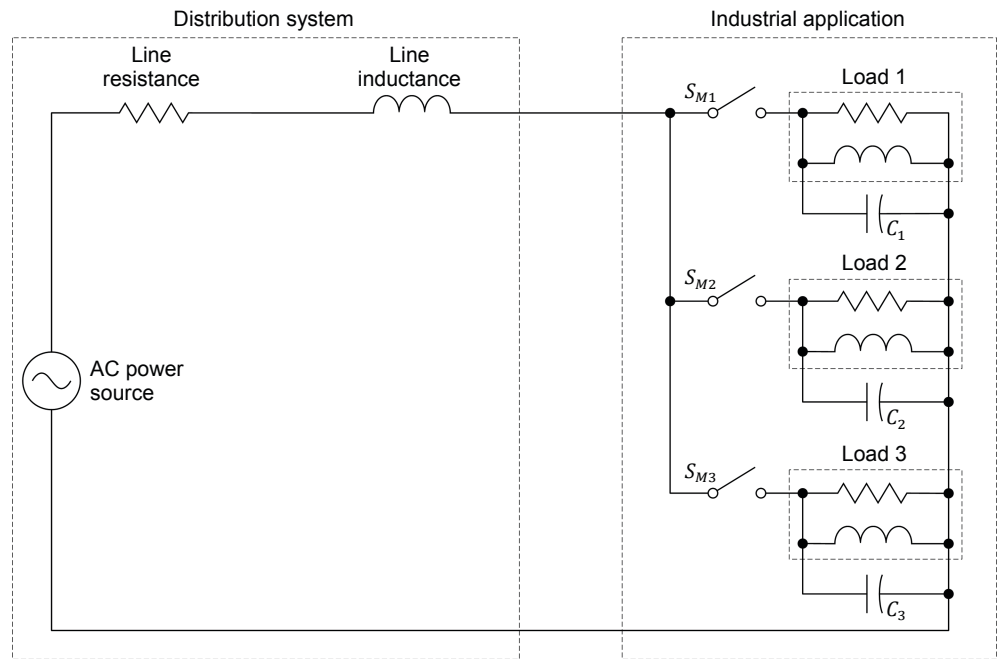 Distribution system
Industrial application
Line
resistance
Line
inductance
S_M1
Load 1
C_1
S_M2
Load 2
C_2
AC power
source
S_M3
Load 3
C_3